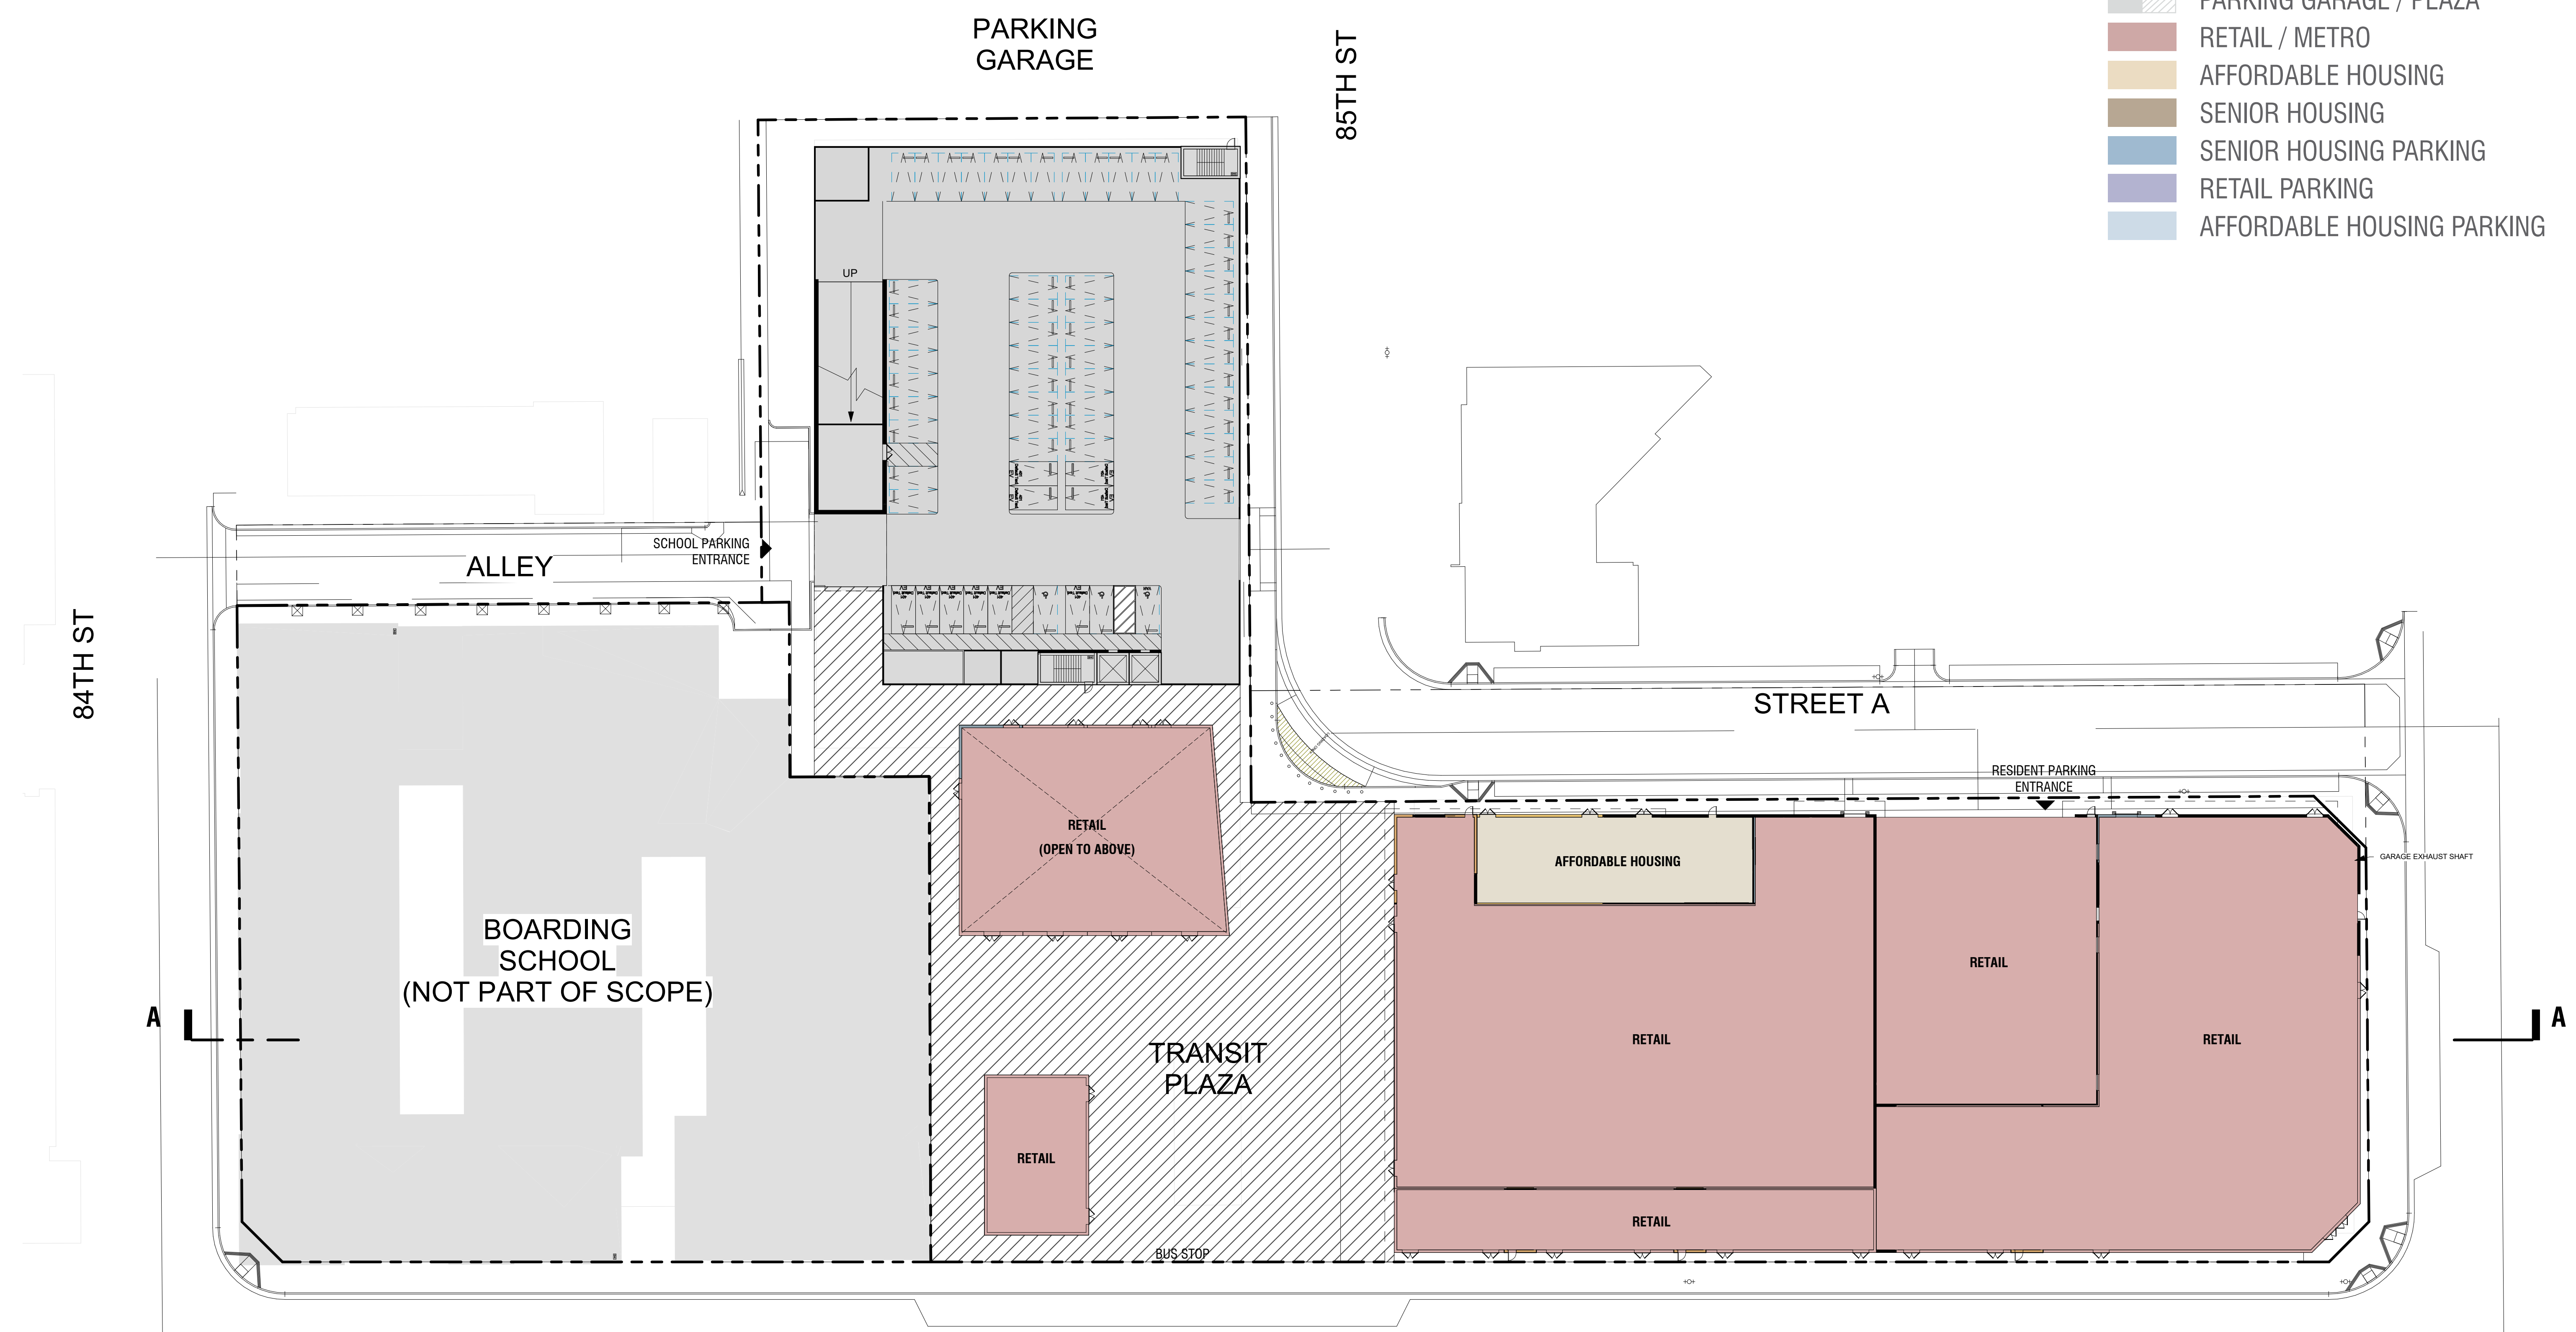 PARKING GARAGE / PLAZA
RETAIL / METRO
AFFORDABLE HOUSING
SENIOR HOUSING
SENIOR HOUSING PARKING
RETAIL PARKING
AFFORDABLE HOUSING PARKING
PARKING
GARAGE
85TH ST
UP
SCHOOL PARKING
ENTRANCE
ALLEY
84TH ST
STREET A
RESIDENT PARKING
ENTRANCE
RETAIL
(OPEN TO ABOVE)
AFFORDABLE HOUSING
GARAGE EXHAUST SHAFT
BOARDING
SCHOOL
(NOT PART OF SCOPE)
RETAIL
A
A
RETAIL
RETAIL
TRANSIT
PLAZA
RETAIL
RETAIL
BUS STOP